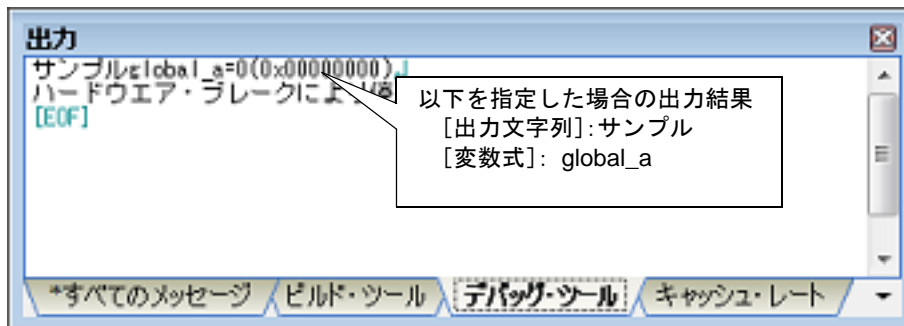 出力
サンプルglobal_a=0(0x00000000)↓
ハードウエア・ブレークによ
[EOF]
以下を指定した場合の出力結果
[出力文字列]:サンプル
[変数式]: global_a
*すべてのメッセージ ビルド・ツール デバッグ・ツール キャッシュ・レート